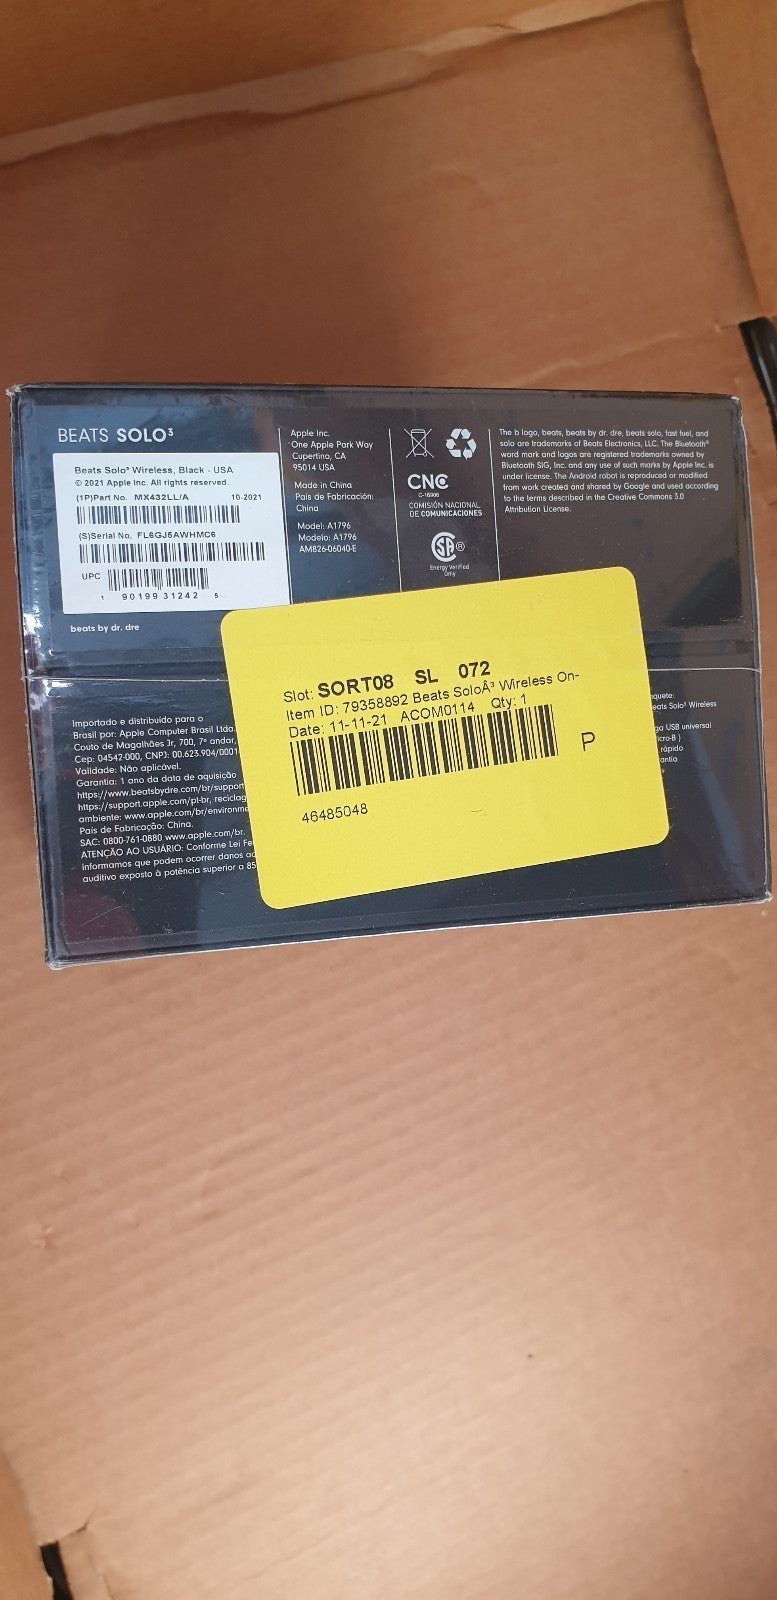 BEATS SOLO³
Beats Solo³ Wireless, Black - USA
© 2021 Apple Inc. All rights reserved.
(1P)Part No. MX432LL/A 10-2021
(S)Serial No. FL6GJ5AWHMC6
UPC
1 90199 31242 5
beats by dr. dre
Apple Inc.
One Apple Park Way
Cupertino, CA
95014 USA
Made in China
País de Fabricación:
China
Model: A1796
Modelo: A1796
AM826-06040-E
CNC
COMISIÓN NACIONAL
DE COMUNICACIONES
SA ®
Energy Verified
Only
The b logo, beats, beats by dr. dre, beats solo, fast fuel, and
solo are trademarks of Beats Electronics, LLC. The Bluetooth®
word mark and logos are registered trademarks owned by
Bluetooth SIG, Inc. and any use of such marks by Apple Inc. is
under license. The Android robot is reproduced or modified
from work created and shared by Google and used according
to the terms described in the Creative Commons 3.0
Attribution License.
Slot: SORT08 SL 072
Item ID: 79358892 Beats SoloÂ³ Wireless On-
Date: 11-11-21 ACOM0114 Qty: 1
P
46485048
Importado e distribuído para o
Brasil por: Apple Computer Brasil Ltda.
Couto de Magalhães Jr, 700, 7º andar,
Cep: 04542-000, CNPJ: 00.623.904/0001
Validade: Não aplicável.
Garantia: 1 ano da data de aquisição
https://www.beatsbydre.com/br/support
https://support.apple.com/pt-br, reciclag
ambiente: www.apple.com/br/environme
País de Fabricação: China.
SAC: 0800-761-0880 www.apple.com/br.
ATENÇÃO AO USUÁRIO: Conforme Lei Fe
informamos que podem ocorrer danos ao
auditivo exposto à potência superior a 85
quete:
eats Solo³ Wireless
ga USB universal
icro-B )
rápido
antia